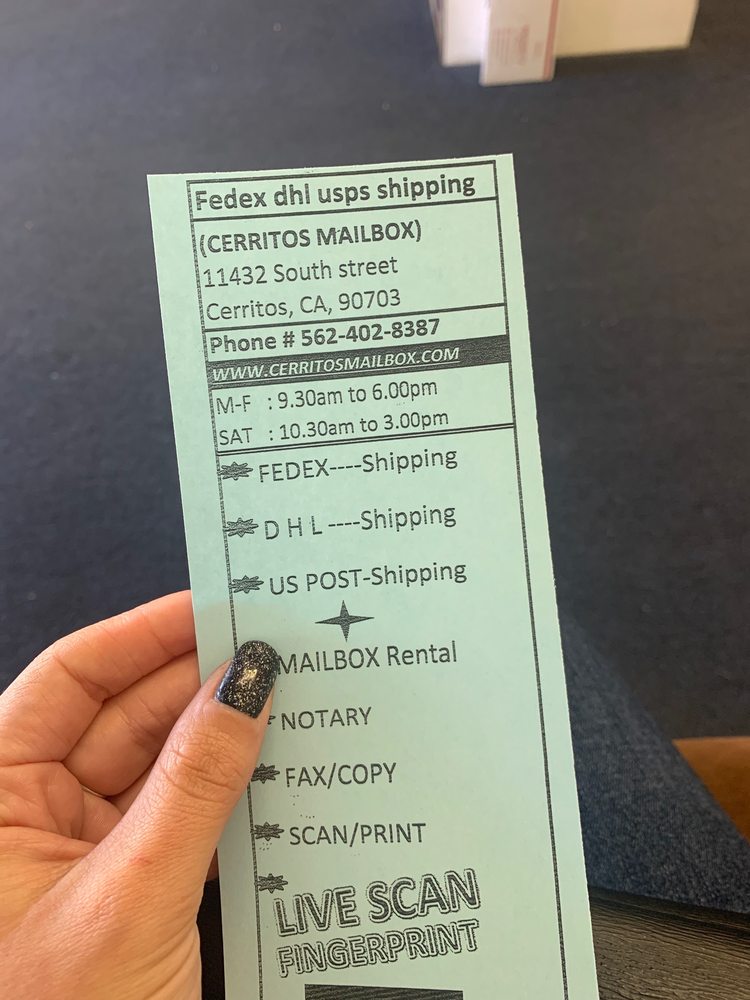 Fedex dhl usps shipping
(CERRITOS MAILBOX)
11432 South street
Cerritos, CA, 90703
Phone # 562-402-8387
WWW.CERRITOSMAILBOX.COM
M-F : 9.30am to 6.00pm
SAT : 10.30am to 3.00pm
FEDEX----Shipping
D H L ----Shipping
US POST-Shipping
MAILBOX Rental
NOTARY
FAX/COPY
SCAN/PRINT
LIVE SCAN
FINGERPRINT